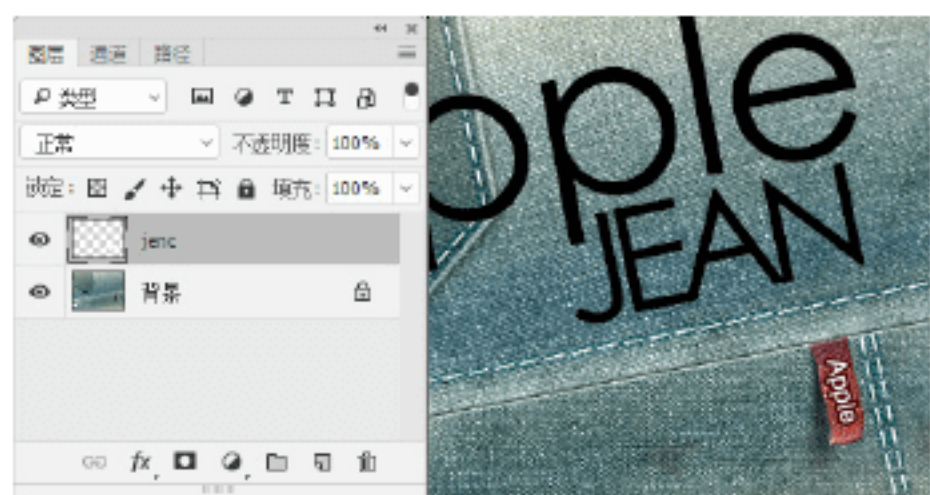 图层 通道 路径
类型
正常 不透明度: 100%
锁定: 填充: 100%
jenc
背景
fx
pple
JEAN
Apple